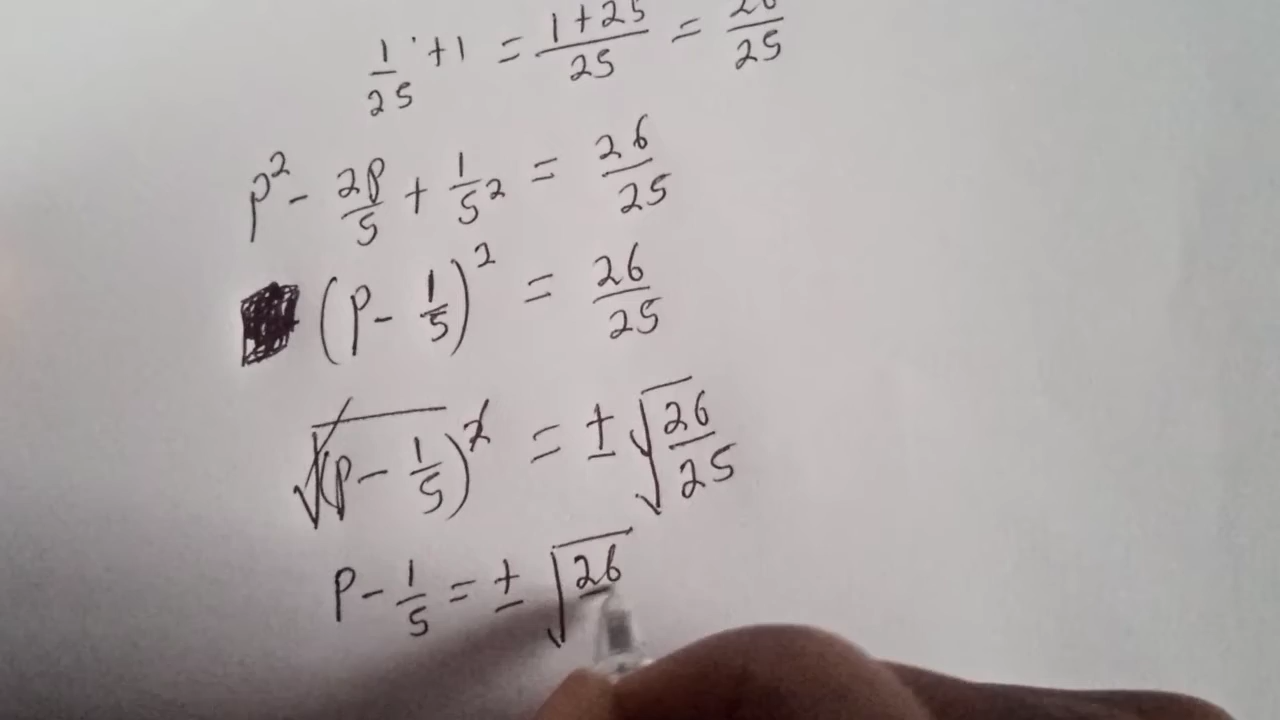 1/25 + 1 = (1+25)/25 = 26/25
p² - 2p/5 + 1/5² = 26/25
(p - 1/5)² = 26/25
√(p - 1/5)² = ± √(26/25)
p - 1/5 = ± √26